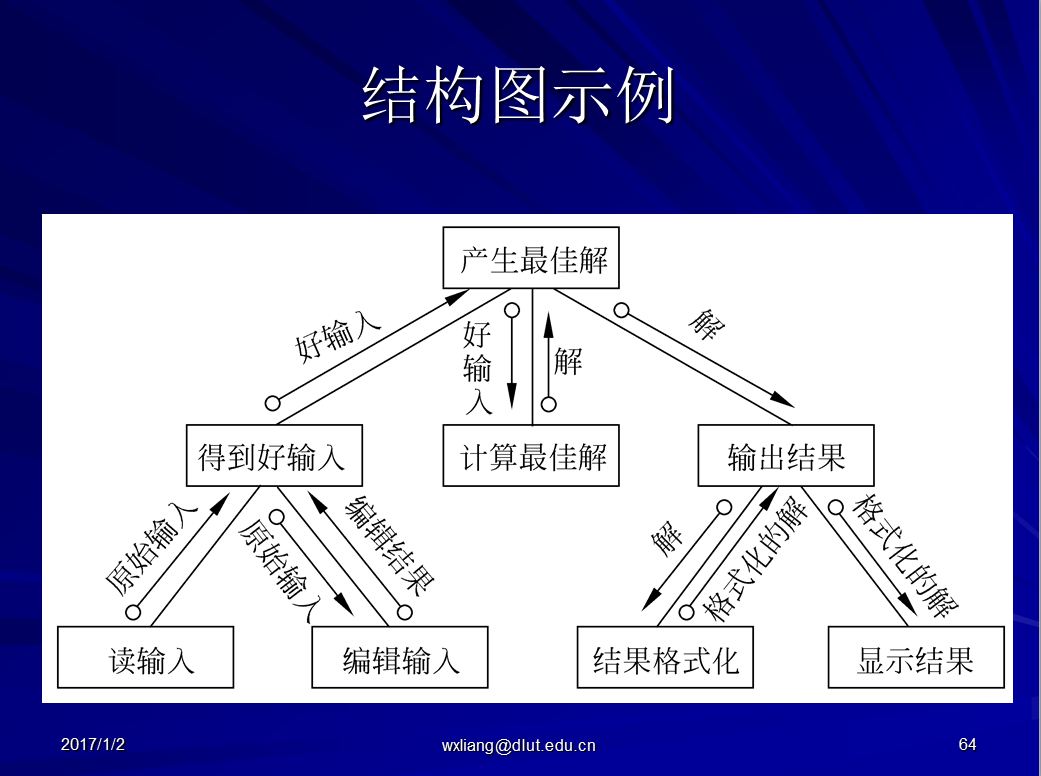 结构图示例
产生最佳解
好输入
好输入
解
解
得到好输入
计算最佳解
输出结果
原始输入
原始输入
编辑结果
解
格式化的解
格式化的解
读输入
编辑输入
结果格式化
显示结果
2017/1/2
wxliang@dlut.edu.cn
64